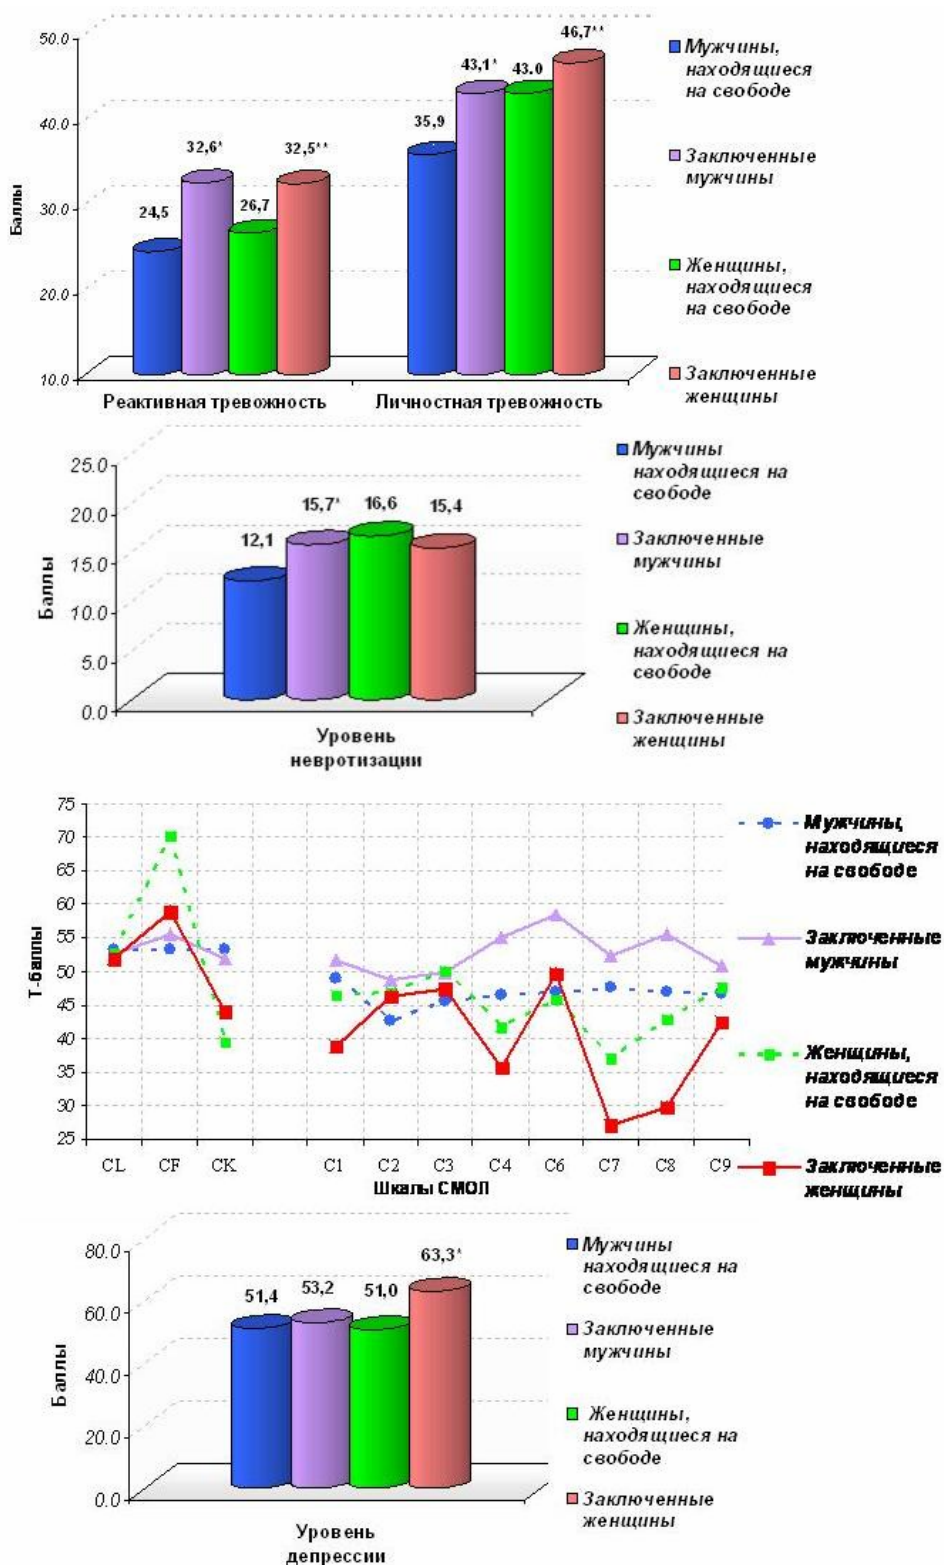 50.0
40.0
30.0
20.0
10.0
Баллы
24,5
32,6*
26,7
32,5**
35,9
43,1*
43.0
46,7**
Реактивная тревожность
Личностная тревожность
Мужчины,
находящиеся
на свободе
Заключенные
мужчины
Женщины,
находящиеся
на свободе
Заключенные
женщины
25.0
20.0
15.0
10.0
5.0
0.0
Баллы
12,1
15,7*
16,6
15,4
Уровень
невротизации
Мужчины
находящиеся на
свободе
Заключенные
мужчины
Женщины,
находящиеся на
свободе
Заключенные
женщины
75
70
65
60
55
50
45
40
35
30
25
Т-баллы
CL CF CK C1 C2 C3 C4 C6 C7 C8 C9
Шкалы СМОЛ
Мужчины,
находящиеся
на свободе
Заключенные
мужчины
Женщины,
находящиеся
на свободе
Заключенные
женщины
80.0
60.0
40.0
20.0
0.0
Баллы
51,4
53,2
51,0
63,3*
Уровень
депрессии
Мужчины
находящиеся на
свободе
Заключенные
мужчины
Женщины,
находящиеся на
свободе
Заключенные
женщины